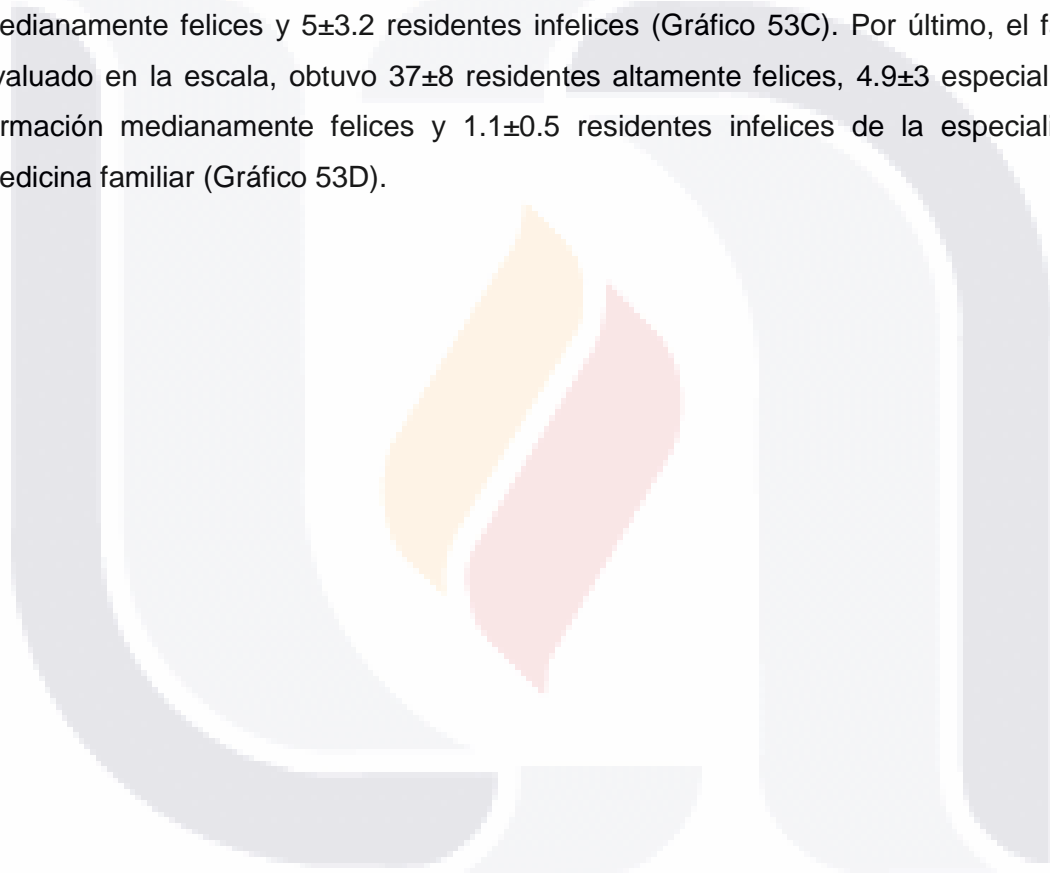 edianamente felices y 5±3.2 residentes infelices (Gráfico 53C). Por último, el f
valuado en la escala, obtuvo 37±8 residentes altamente felices, 4.9±3 especiali
rmación medianamente felices y 1.1±0.5 residentes infelices de la especiali
edicina familiar (Gráfico 53D).